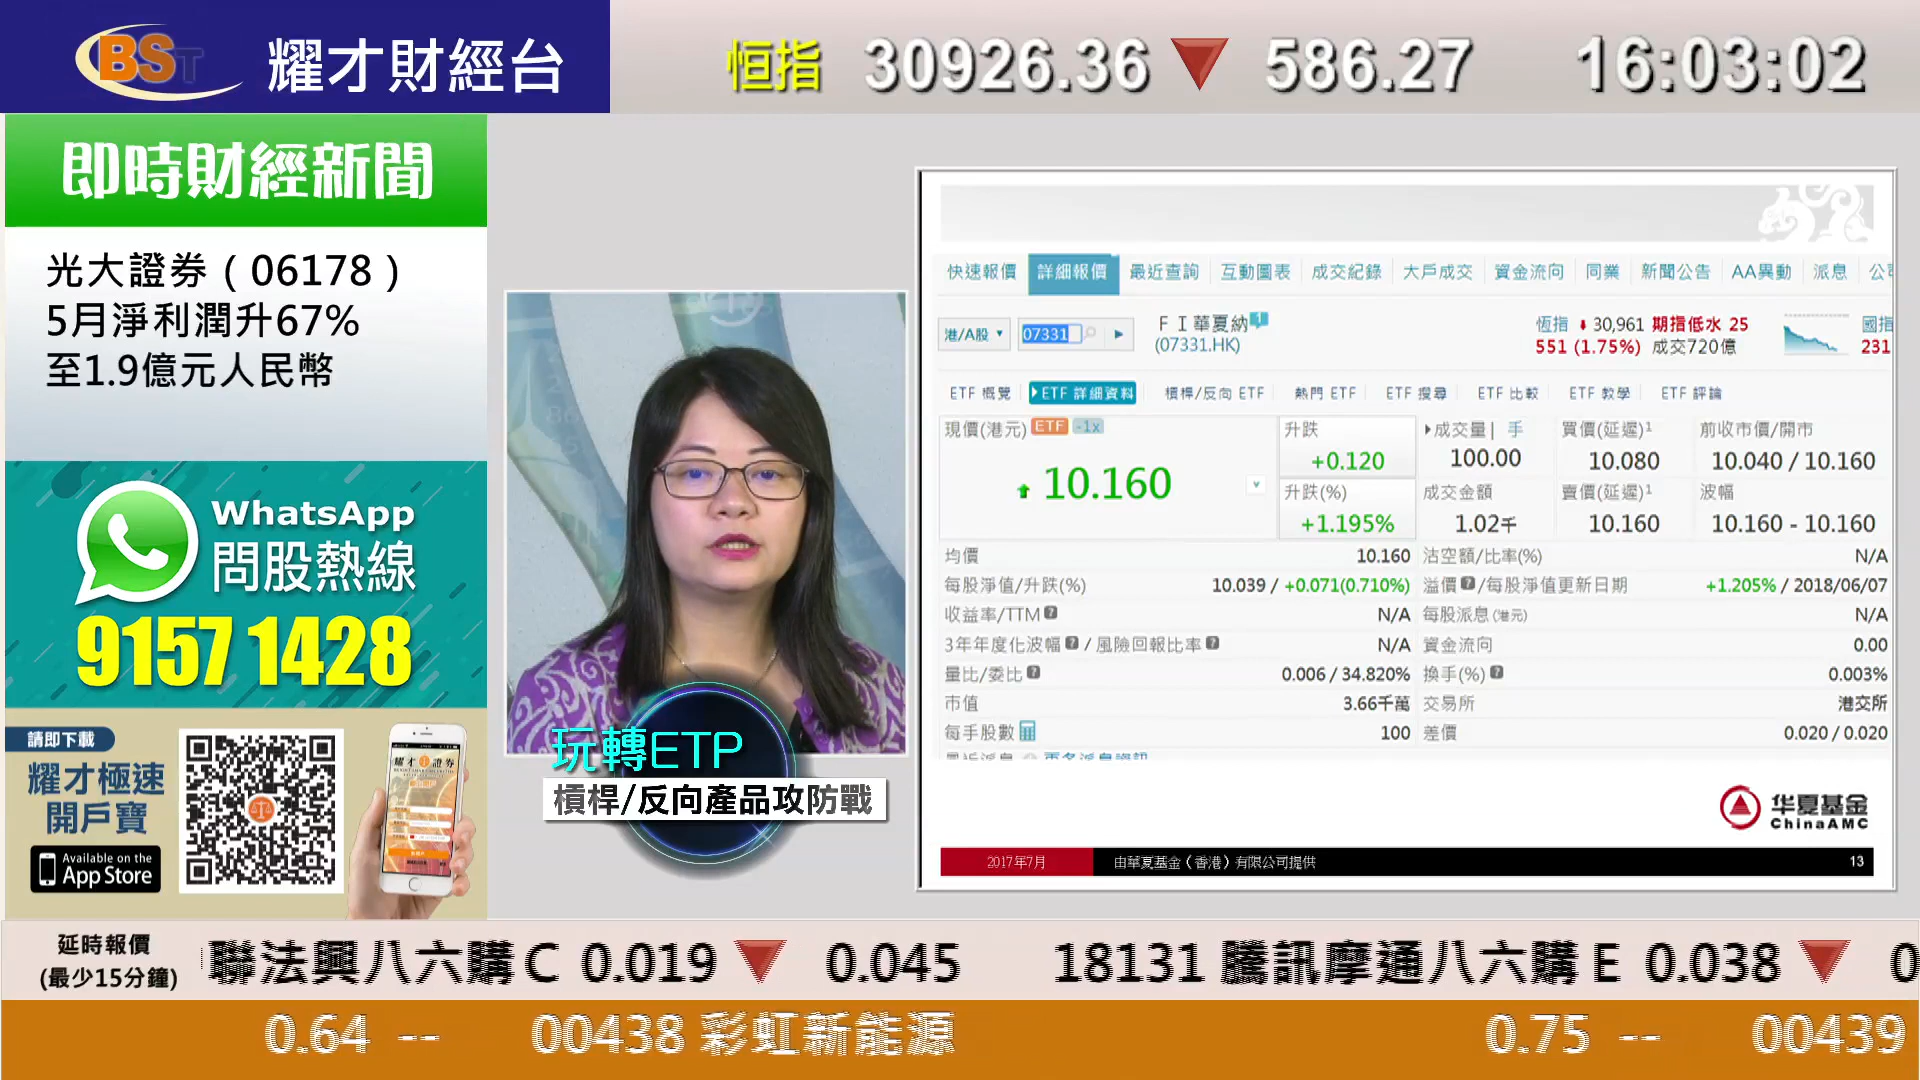 BST 耀才財經台
恒指 30926.36 ▼ 586.27 16:03:02
即時財經新聞
光大證券（06178）
5月淨利潤升67%
至1.9億元人民幣
WhatsApp
問股熱線
9157 1428
請即下載
耀才極速
開戶寶
Available on the
App Store
耀才證券
玩轉ETP
槓桿/反向產品攻防戰
快速報價 詳細報價 最近查詢 互動圖表 成交紀錄 大戶成交 資金流向 同業 新聞公告 AA異動 派息
港/A股 07331 ＦＩ華夏納 1
(07331.HK)
恆指 30,961 期指低水 25 國指
551 (1.75%) 成交720億 231
ETF 概覽 ETF 詳細資料 槓桿/反向 ETF 熱門 ETF ETF 搜尋 ETF 比較 ETF 教學 ETF 評論
現價(港元) ETF -1x 升跌 成交量| 手 買價(延遲)1 前收市價/開市
10.160 +0.120 100.00 10.080 10.040 / 10.160
升跌(%) 成交金額 賣價(延遲)1 波幅
+1.195% 1.02千 10.160 10.160 - 10.160
均價 10.160 沽空額/比率(%) N/A
每股淨值/升跌(%) 10.039 / +0.071(0.710%) 溢價?/每股淨值更新日期 +1.205% / 2018/06/07
收益率/TTM? N/A 每股派息(港元) N/A
3年年度化波幅? / 風險回報比率? N/A 資金流向 0.00
量比/委比? 0.006 / 34.820% 換手(%)? 0.003%
市值 3.66千萬 交易所 港交所
每手股數 100 差價 0.020 / 0.020
华夏基金
ChinaAMC
2017年7月 由華夏基金（香港）有限公司提供 13
延時報價
(最少15分鐘)
聯法興八六購C 0.019 ▼ 0.045 18131 騰訊摩通八六購E 0.038 ▼ 0
0.64 -- 00438 彩虹新能源 0.75 -- 00439